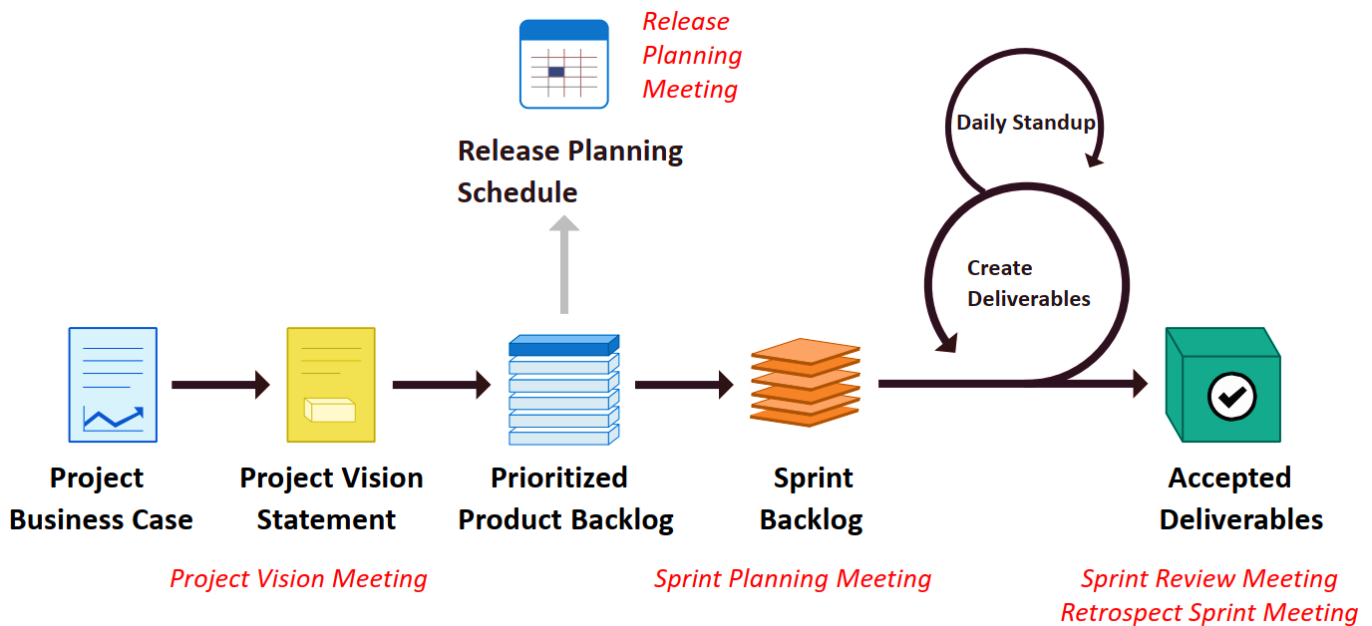 Release
Planning
Meeting
Release Planning
Schedule
Daily Standup
Create
Deliverables
Project
Business Case
Project Vision
Statement
Prioritized
Product Backlog
Sprint
Backlog
Accepted
Deliverables
Project Vision Meeting
Sprint Planning Meeting
Sprint Review Meeting
Retrospect Sprint Meeting